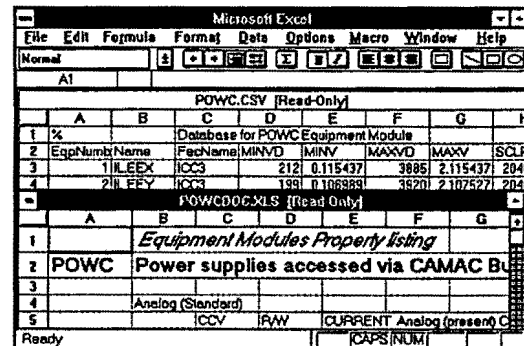 Microsoft Excel
File Edit Formula Format Data Options Macro Window Help
Normal
A1
POWC.CSV [Read-Only]
A B C D E F G
1 % Database for POWC Equipment Module
2 EqpNumb Name FecName MINVD MINV MAXVD MAXV SCLF
3 1 ILEEX ICC3 212 0.115437 3885 2.115437 204
4 2 ILEEY ICC3 199 0.106989 3920 2.107527 204
POWCDOC.XLS [Read Only]
A B C D E F G
1 Equipment Modules Property listing
2 POWC Power supplies accessed via CAMAC Bu
3
4 Analog (Standard)
5 CCV R/W CURRENT Analog (present) C
Ready CAPS NUM